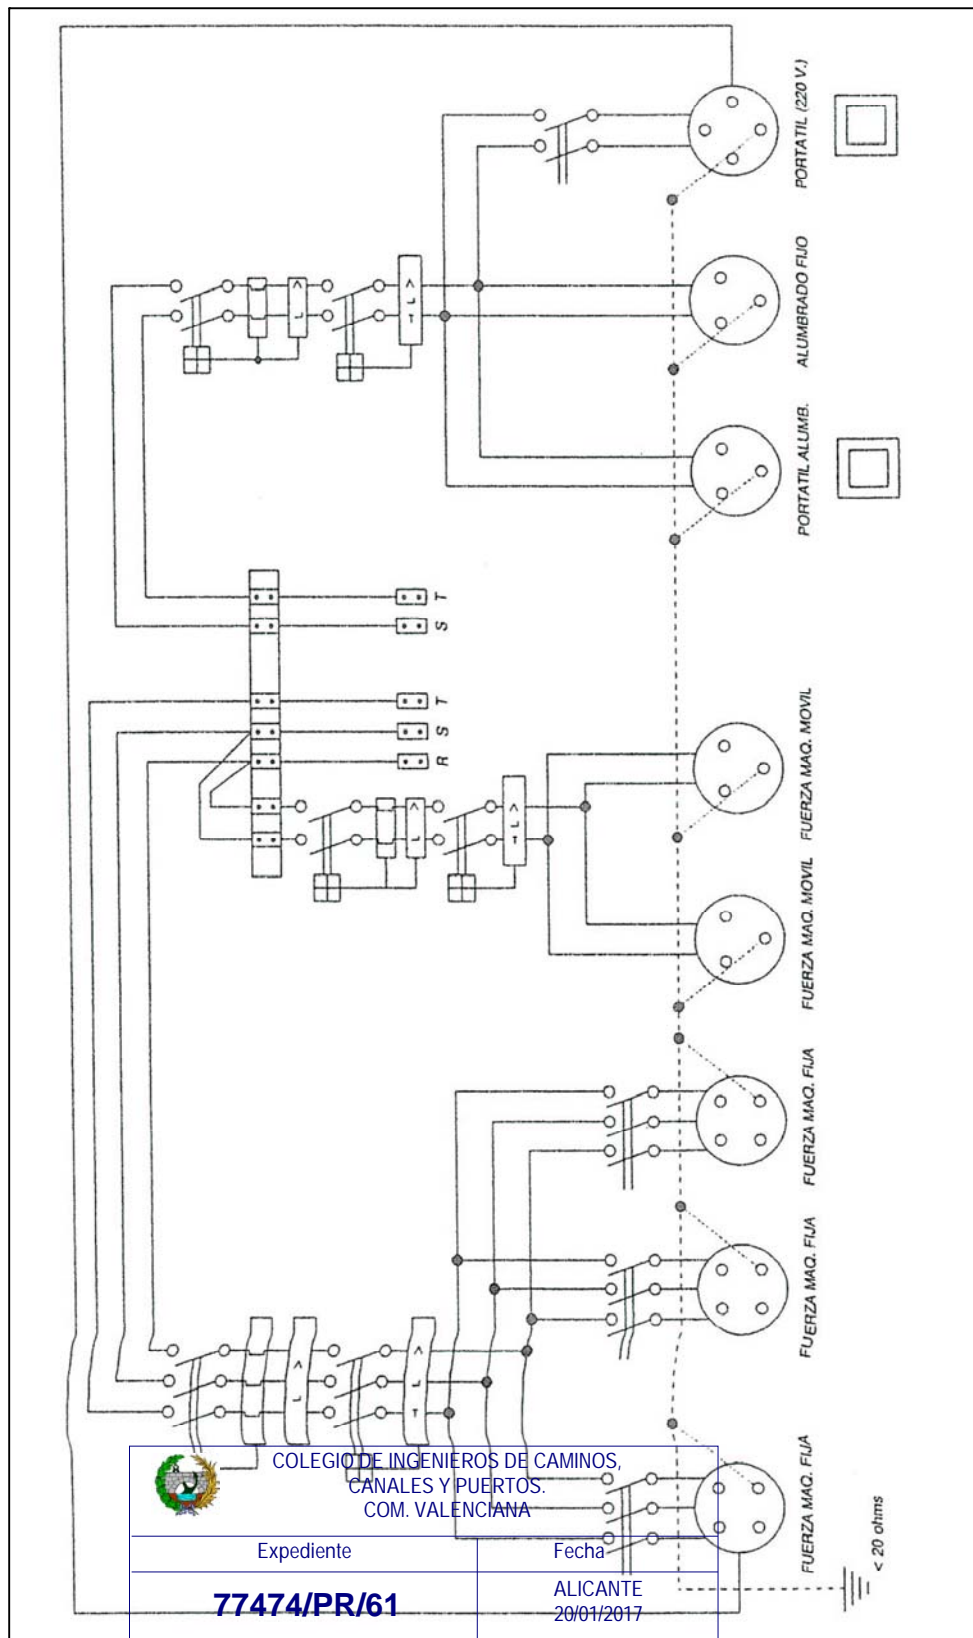 PORTATIL (220 V.)
ALUMBRADO FIJO
PORTATIL ALUMB.
FUERZA MAQ. MOVIL
FUERZA MAQ. MOVIL
FUERZA MAQ. FIJA
FUERZA MAQ. FIJA
FUERZA MAQ. FIJA
< 20 ohms
T
S
T
S
R
I L >
L >
I L >
L >
I L >
L >
COLEGIO DE INGENIEROS DE CAMINOS,
CANALES Y PUERTOS.
COM. VALENCIANA
Expediente
Fecha
77474/PR/61
ALICANTE
20/01/2017